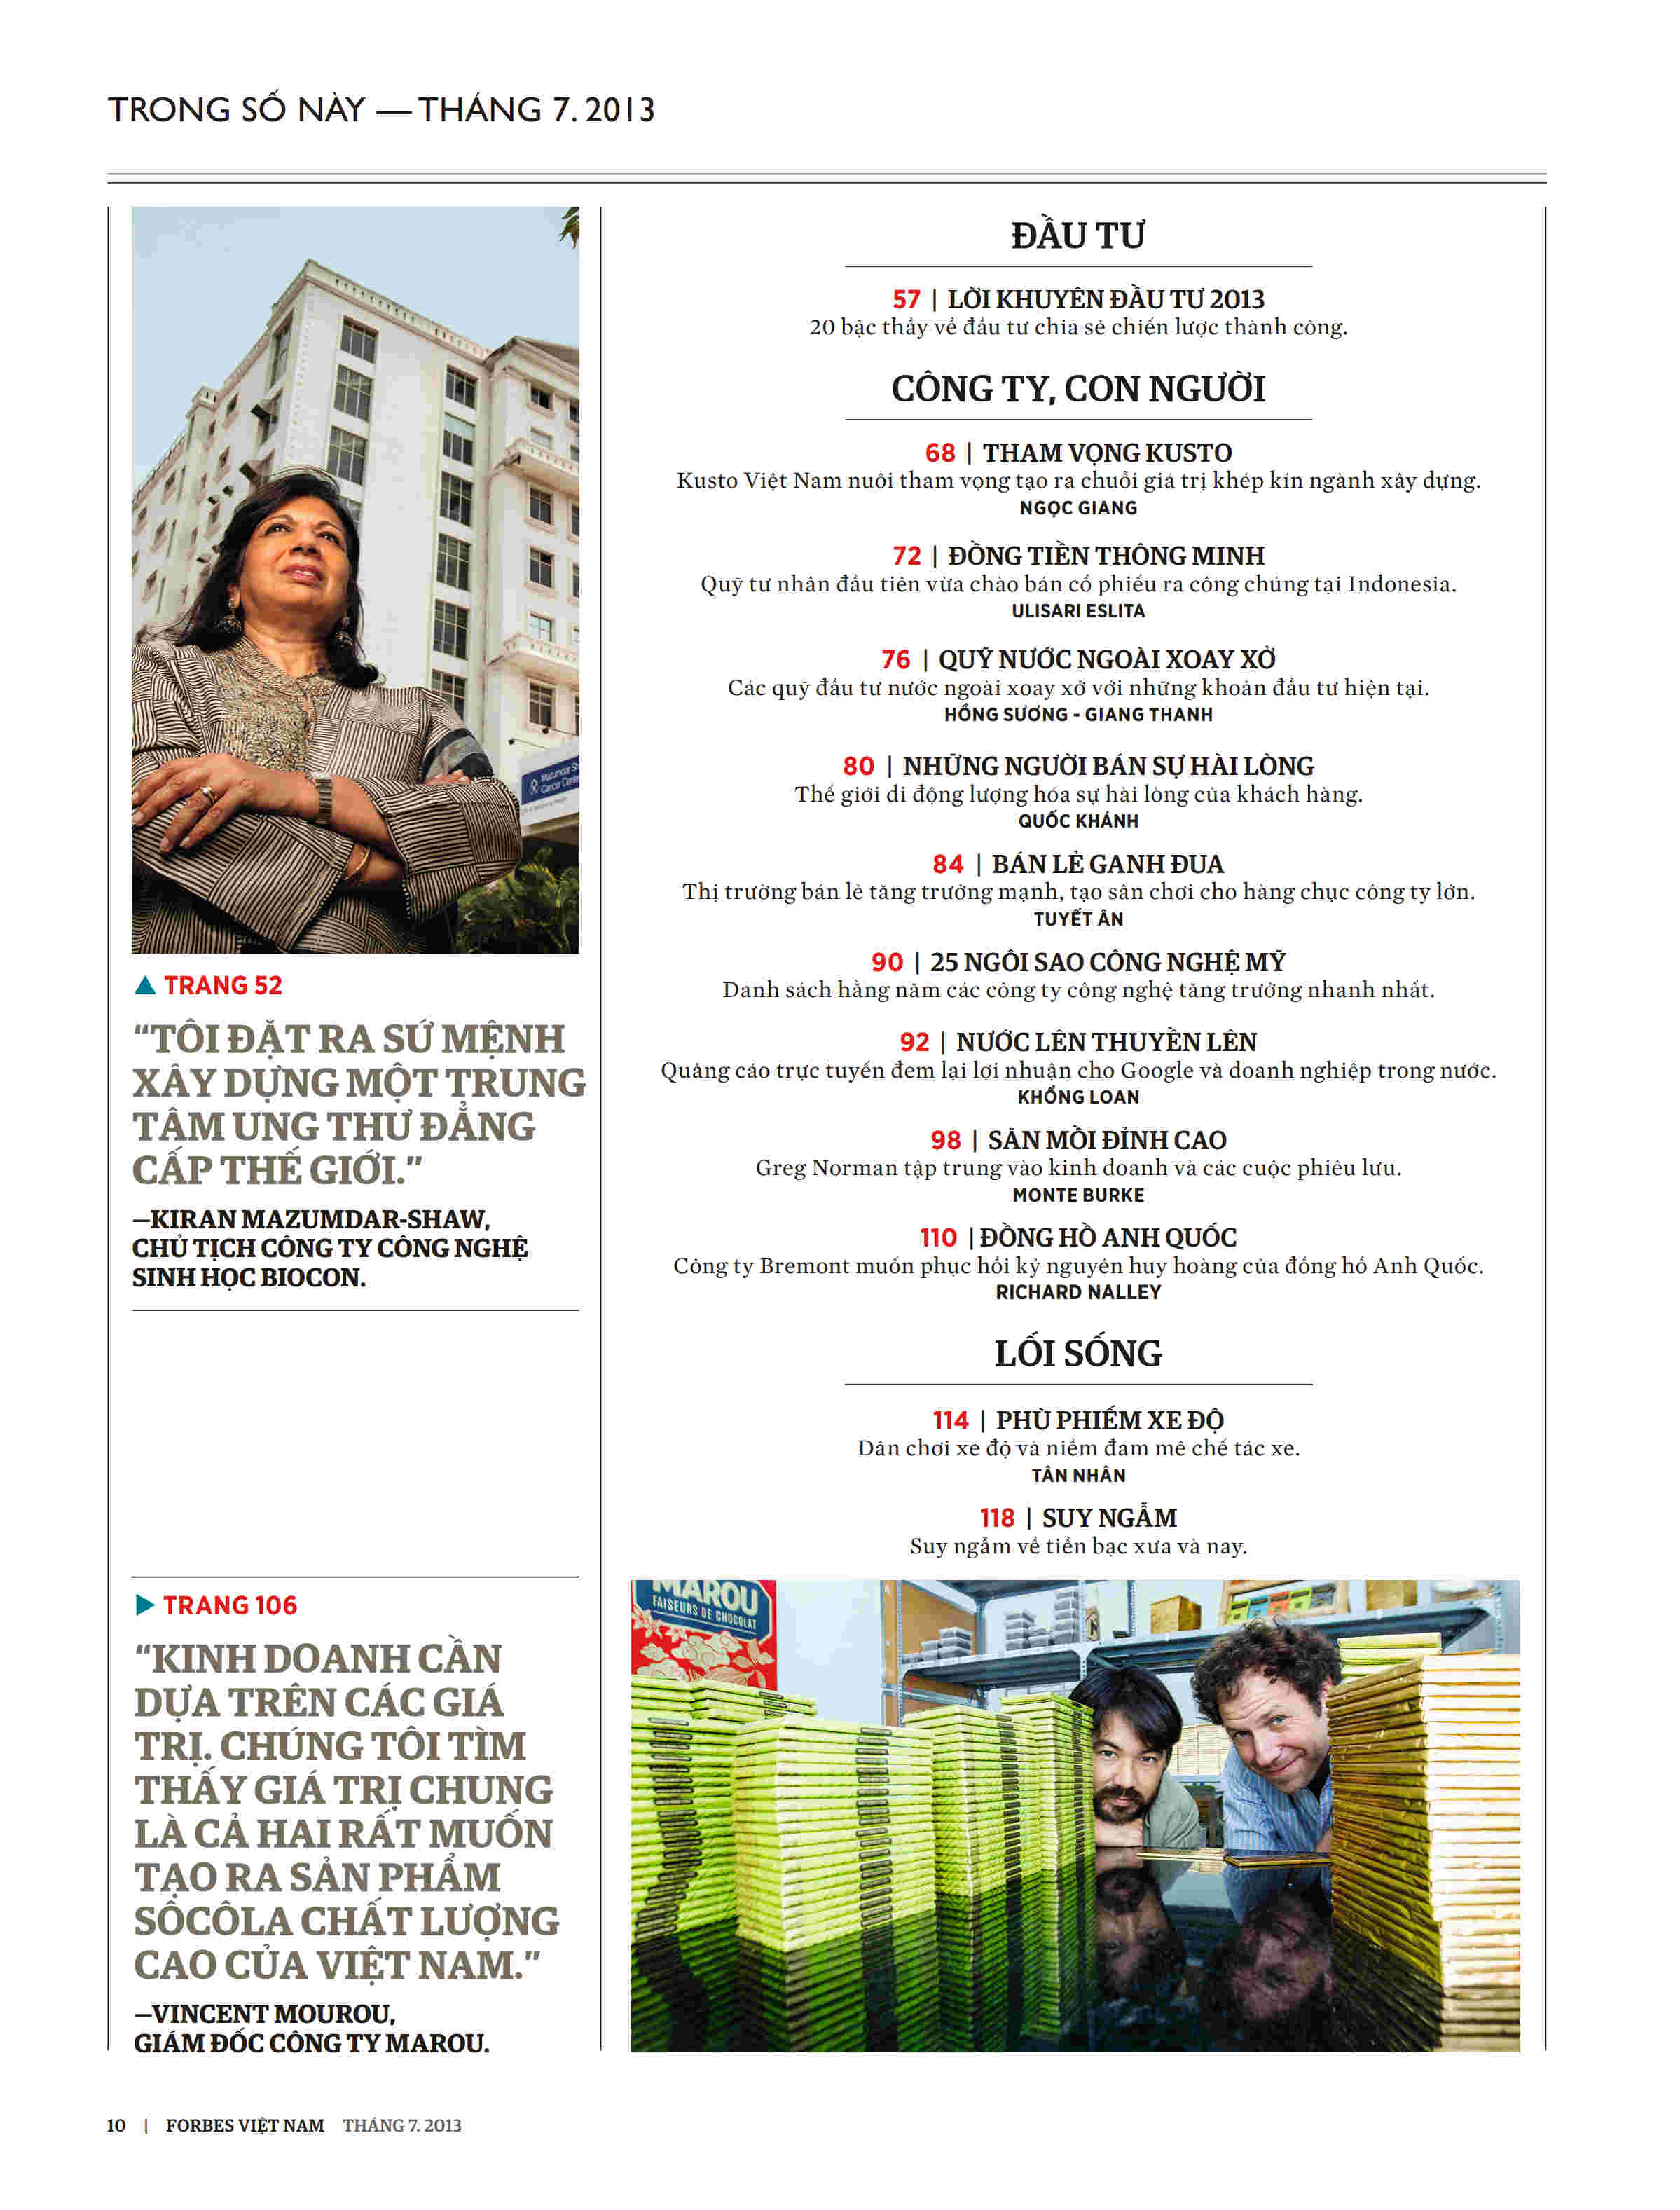 TRONG SỐ NÀY — THÁNG 7. 2013
Mazumdar Sh
Cancer Cente
▲ TRANG 52
“TÔI ĐẶT RA SỨ MỆNH
XÂY DỰNG MỘT TRUNG
TÂM UNG THƯ ĐẲNG
CẤP THẾ GIỚI.”
—KIRAN MAZUMDAR-SHAW,
CHỦ TỊCH CÔNG TY CÔNG NGHỆ
SINH HỌC BIOCON.
▶ TRANG 106
“KINH DOANH CẦN
DỰA TRÊN CÁC GIÁ
TRỊ. CHÚNG TÔI TÌM
THẤY GIÁ TRỊ CHUNG
LÀ CẢ HAI RẤT MUỐN
TẠO RA SẢN PHẨM
SÔCÔLA CHẤT LƯỢNG
CAO CỦA VIỆT NAM.”
—VINCENT MOUROU,
GIÁM ĐỐC CÔNG TY MAROU.
ĐẦU TƯ
57 | LỜI KHUYÊN ĐẦU TƯ 2013
20 bậc thầy về đầu tư chia sẻ chiến lược thành công.
CÔNG TY, CON NGƯỜI
68 | THAM VỌNG KUSTO
Kusto Việt Nam nuôi tham vọng tạo ra chuỗi giá trị khép kín ngành xây dựng.
NGỌC GIANG
72 | ĐỒNG TIỀN THÔNG MINH
Quỹ tư nhân đầu tiên vừa chào bán cổ phiếu ra công chúng tại Indonesia.
ULISARI ESLITA
76 | QUỸ NƯỚC NGOÀI XOAY XỞ
Các quỹ đầu tư nước ngoài xoay xở với những khoản đầu tư hiện tại.
HỒNG SƯƠNG - GIANG THANH
80 | NHỮNG NGƯỜI BÁN SỰ HÀI LÒNG
Thế giới di động lượng hóa sự hài lòng của khách hàng.
QUỐC KHÁNH
84 | BÁN LẺ GANH ĐUA
Thị trường bán lẻ tăng trưởng mạnh, tạo sân chơi cho hàng chục công ty lớn.
TUYẾT ÂN
90 | 25 NGÔI SAO CÔNG NGHỆ MỸ
Danh sách hằng năm các công ty công nghệ tăng trưởng nhanh nhất.
92 | NƯỚC LÊN THUYỀN LÊN
Quảng cáo trực tuyến đem lại lợi nhuận cho Google và doanh nghiệp trong nước.
KHỔNG LOAN
98 | SĂN MỒI ĐỈNH CAO
Greg Norman tập trung vào kinh doanh và các cuộc phiêu lưu.
MONTE BURKE
110 | ĐỒNG HỒ ANH QUỐC
Công ty Bremont muốn phục hồi kỷ nguyên huy hoàng của đồng hồ Anh Quốc.
RICHARD NALLEY
LỐI SỐNG
114 | PHÙ PHIẾM XE ĐỘ
Dân chơi xe độ và niềm đam mê chế tác xe.
TÂN NHÂN
118 | SUY NGẪM
Suy ngẫm về tiền bạc xưa và nay.
MAROU
FAISEURS DE CHOCOLAT
10 | FORBES VIỆT NAM THÁNG 7. 2013